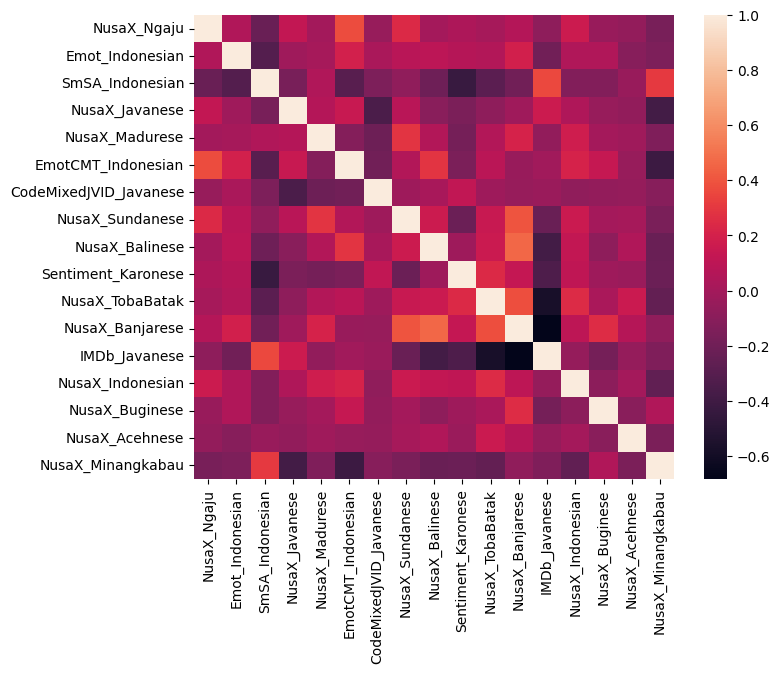 NusaX_Ngaju
Emot_Indonesian
SmSA_Indonesian
NusaX_Javanese
NusaX_Madurese
EmotCMT_Indonesian
CodeMixedJVID_Javanese
NusaX_Sundanese
NusaX_Balinese
Sentiment_Karonese
NusaX_TobaBatak
NusaX_Banjarese
IMDb_Javanese
NusaX_Indonesian
NusaX_Buginese
NusaX_Acehnese
NusaX_Minangkabau
NusaX_Ngaju
Emot_Indonesian
SmSA_Indonesian
NusaX_Javanese
NusaX_Madurese
EmotCMT_Indonesian
CodeMixedJVID_Javanese
NusaX_Sundanese
NusaX_Balinese
Sentiment_Karonese
NusaX_TobaBatak
NusaX_Banjarese
IMDb_Javanese
NusaX_Indonesian
NusaX_Buginese
NusaX_Acehnese
NusaX_Minangkabau
1.0
0.8
0.6
0.4
0.2
0.0
−0.2
−0.4
−0.6